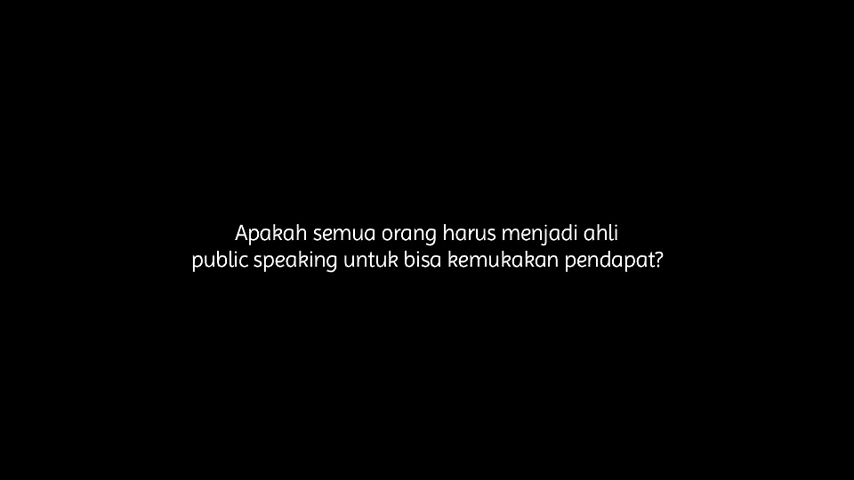 Apakah semua orang harus menjadi ahli
public speaking untuk bisa kemukakan pendapat?